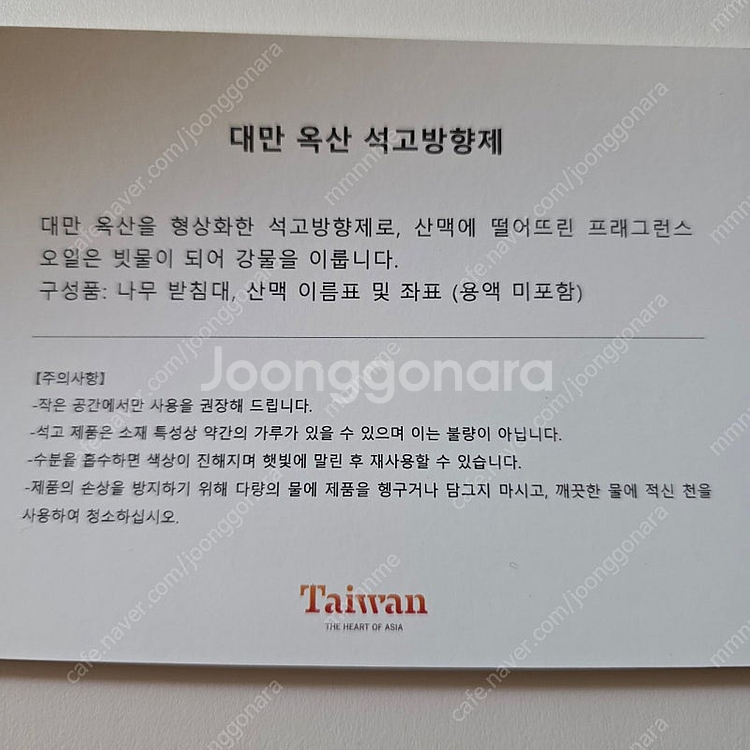 대만 옥산 석고방향제
대만 옥산을 형상화한 석고방향제로, 산맥에 떨어뜨린 프래그런스
오일은 빗물이 되어 강물을 이룹니다.
구성품: 나무 받침대, 산맥 이름표 및 좌표 (용액 미포함)
【주의사항】
Joonggonara
-작은 공간에서만 사용을 권장해 드립니다.
-석고 제품은 소재 특성상 약간의 가루가 있을 수 있으며 이는 불량이 아닙니다.
-수분을 흡수하면 색상이 진해지며 햇빛에 말린 후 재사용할 수 있습니다.
-제품의 손상을 방지하기 위해 다량의 물에 제품을 헹구거나 담그지 마시고, 깨끗한 물에 적신 천을
사용하여 청소하십시오.
Taiwan
THE HEART OF ASIA
cafe.naver.com/joonggonara
mmnmme